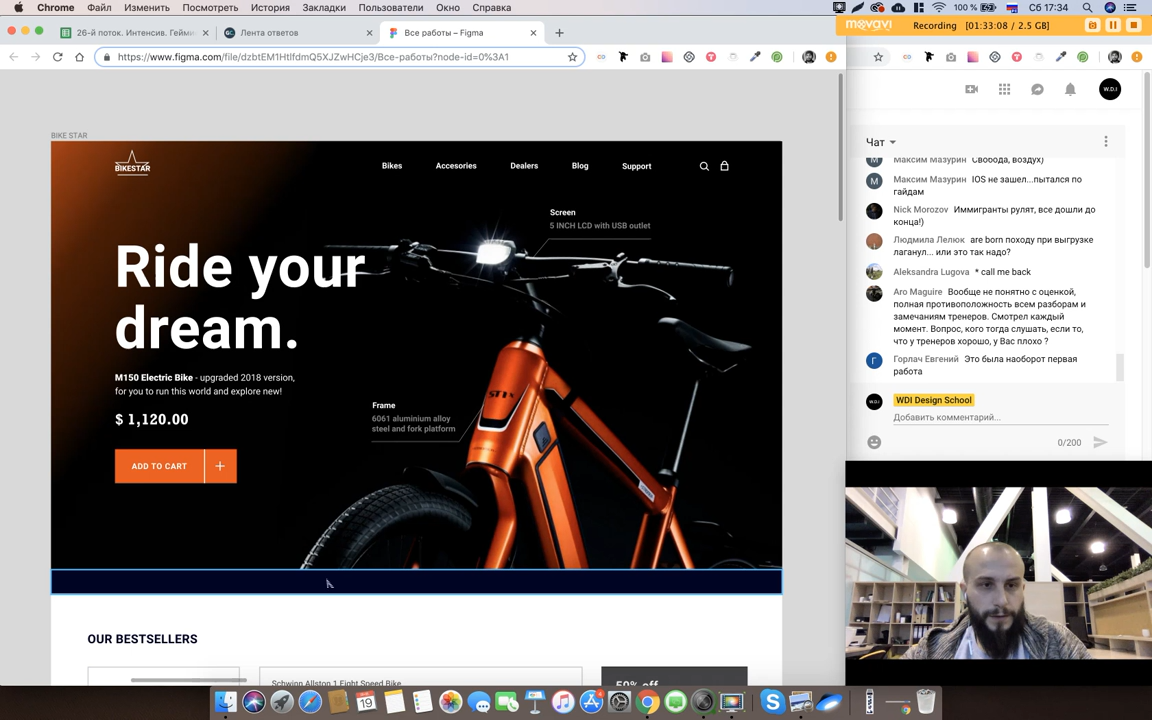 Chrome Файл Изменить Посмотреть История Закладки Пользователи Окно Справка
100 % Сб 17:34
26-й поток. Интенсив. Гейми
Лента ответов
Все работы – Figma
movavi
Recording [01:33:08 / 2.5 GB]
https://www.figma.com/file/dzbtEM1HtlfdmQ5XJZwHCje3/Все-работы?node-id=0%3A1
W.D.I
BIKE STAR
BIKESTAR
Bikes Accesories Dealers Blog Support
Screen
5 INCH LCD with USB outlet
Ride your
dream.
M150 Electric Bike - upgraded 2018 version,
for you to run this world and explore new!
$ 1,120.00
ADD TO CART +
Frame
6061 aluminium alloy
steel and fork platform
OUR BESTSELLERS
Schwinn Allston 1 Eight Speed Bike
50% off
Чат
Максим Мазурин Свобода, воздух)
М Максим Мазурин IOS не зашел...пытался по
гайдам
Nick Morozov Иммигранты рулят, все дошли до
конца!)
Людмила Лелюк are born походу при выгрузке
лаганул... или это так надо?
Aleksandra Lugova * call me back
Aro Maguire Вообще не понятно с оценкой,
полная противоположность всем разборам и
замечаниям тренеров. Смотрел каждый
момент. Вопрос, кого тогда слушать, если то,
что у тренеров хорошо, у Вас плохо ?
Г Горлач Евгений Это была наоборот первая
работа
W.D.I WDI Design School
Добавить комментарий...
0/200
19